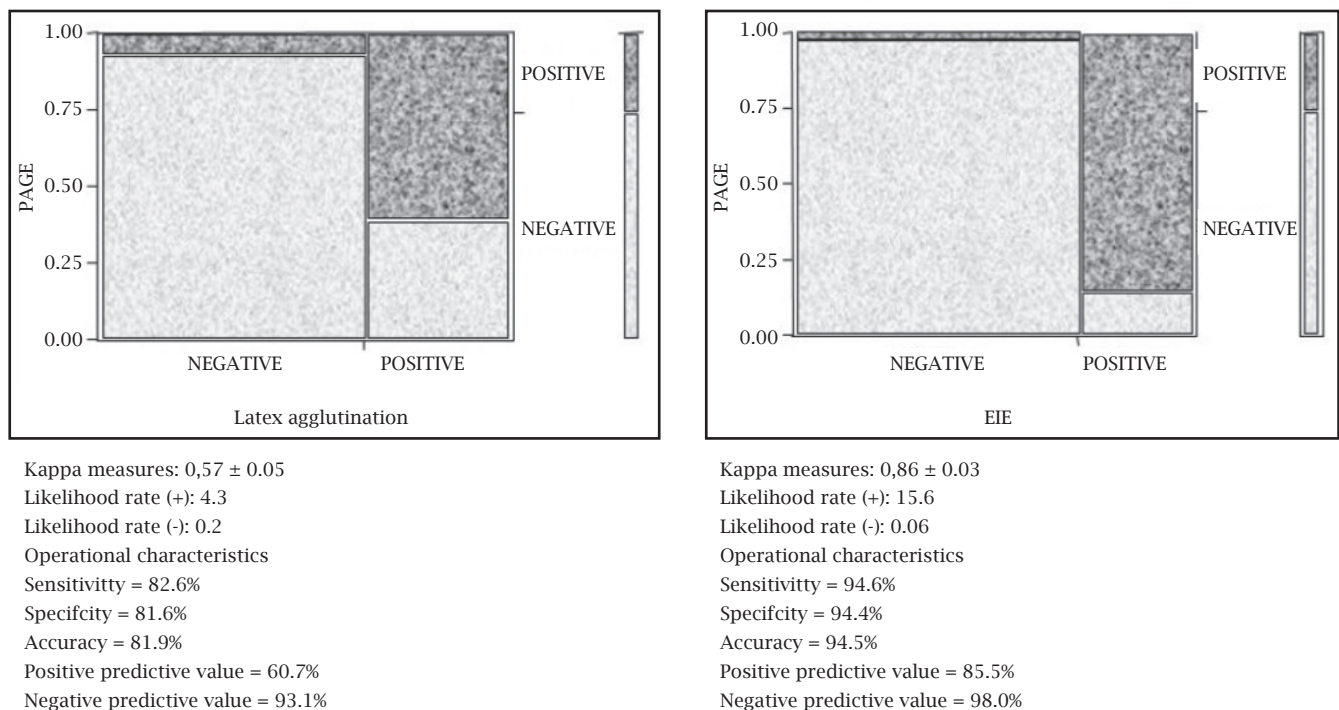 1.00
0.75
0.50
0.25
0.00
PAGE
POSITIVE
NEGATIVE
NEGATIVE POSITIVE
Latex agglutination
Kappa measures: 0,57 ± 0.05
Likelihood rate (+): 4.3
Likelihood rate (-): 0.2
Operational characteristics
Sensitivitty = 82.6%
Specifcity = 81.6%
Accuracy = 81.9%
Positive predictive value = 60.7%
Negative predictive value = 93.1%
1.00
0.75
0.50
0.25
0.00
PAGE
POSITIVE
NEGATIVE
NEGATIVE POSITIVE
EIE
Kappa measures: 0,86 ± 0.03
Likelihood rate (+): 15.6
Likelihood rate (-): 0.06
Operational characteristics
Sensitivitty = 94.6%
Specifcity = 94.4%
Accuracy = 94.5%
Positive predictive value = 85.5%
Negative predictive value = 98.0%